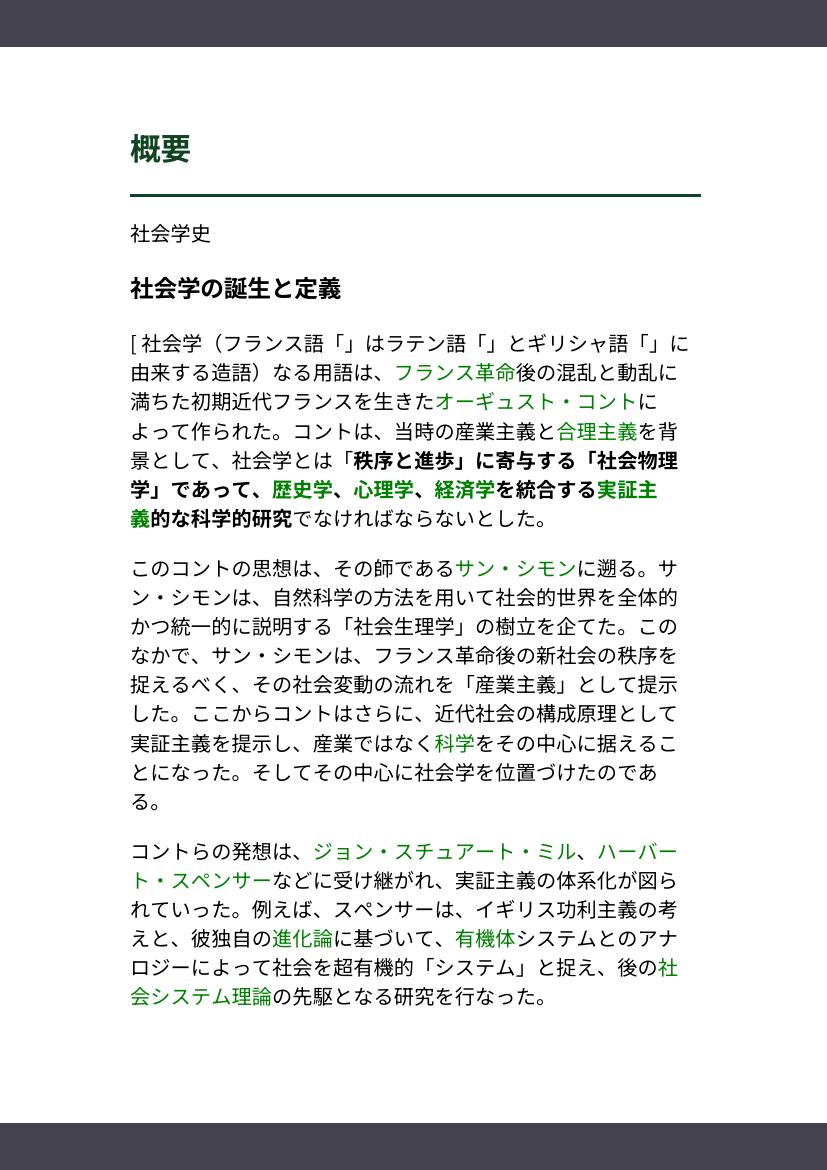 概要
社会学史
社会学の誕生と定義
[ 社会学（フランス語「」はラテン語「」とギリシャ語「」に
由来する造語）なる用語は、フランス革命後の混乱と動乱に
満ちた初期近代フランスを生きたオーギュスト・コントに
よって作られた。コントは、当時の産業主義と合理主義を背
景として、社会学とは「秩序と進歩」に寄与する「社会物理
学」であって、歴史学、心理学、経済学を統合する実証主
義的な科学的研究でなければならないとした。
このコントの思想は、その師であるサン・シモンに遡る。サ
ン・シモンは、自然科学の方法を用いて社会的世界を全体的
かつ統一的に説明する「社会生理学」の樹立を企てた。この
なかで、サン・シモンは、フランス革命後の新社会の秩序を
捉えるべく、その社会変動の流れを「産業主義」として提示
した。ここからコントはさらに、近代社会の構成原理として
実証主義を提示し、産業ではなく科学をその中心に据えるこ
とになった。そしてその中心に社会学を位置づけたのであ
る。
コントらの発想は、ジョン・スチュアート・ミル、ハーバー
ト・スペンサーなどに受け継がれ、実証主義の体系化が図ら
れていった。例えば、スペンサーは、イギリス功利主義の考
えと、彼独自の進化論に基づいて、有機体システムとのアナ
ロジーによって社会を超有機的「システム」と捉え、後の社
会システム理論の先駆となる研究を行なった。